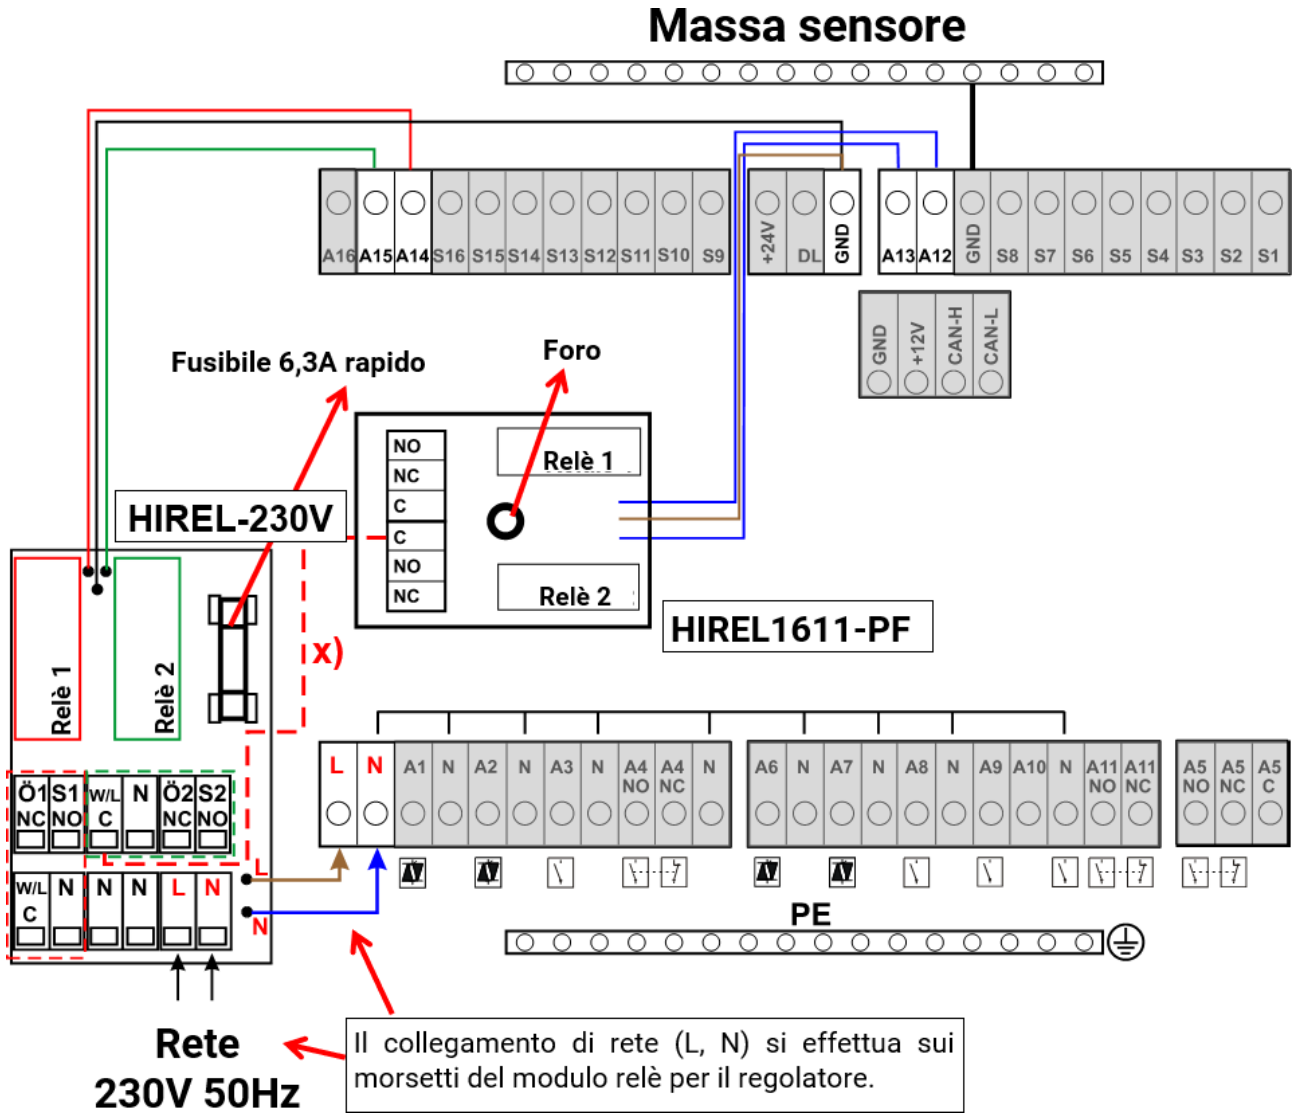 Massa sensore
A16 A15 A14 S16 S15 S14 S13 S12 S11 S10 S9
+24V DL GND
A13 A12 GND S8 S7 S6 S5 S4 S3 S2 S1
GND +12V CAN-H CAN-L
Fusibile 6,3A rapido
Foro
NO
NC
C
C
NO
NC
Relè 1
Relè 2
HIREL-230V
HIREL1611-PF
x)
Relè 1
Relè 2
L N A1 N A2 N A3 N A4 NO A4 NC N
A6 N A7 N A8 N A9 A10 N A11 NO A11 NC
A5 NO A5 NC A5 C
Ö1 NC S1 NO W/L C N Ö2 NC S2 NO
L
W/L C N N N L N
N
PE
Rete
230V 50Hz
Il collegamento di rete (L, N) si effettua sui
morsetti del modulo relè per il regolatore.